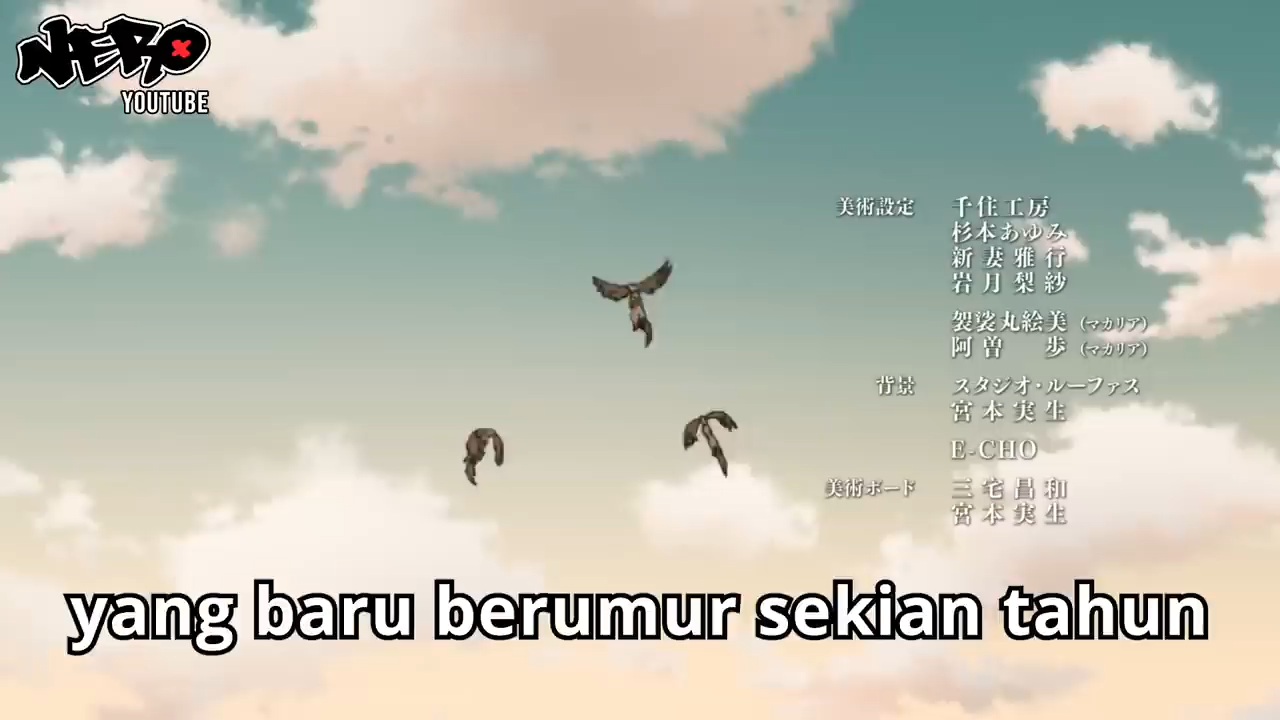 NERO
YOUTUBE
美術設定 千住工房
杉本あゆみ
新妻雅行
岩月梨紗
袈裟丸絵美 (マカリア)
阿曽 歩 (マカリア)
背景 スタジオ・ルーファス
宮本実生
E-CHO
美術ボード 三宅昌和
宮本実生
yang baru berumur sekian tahun